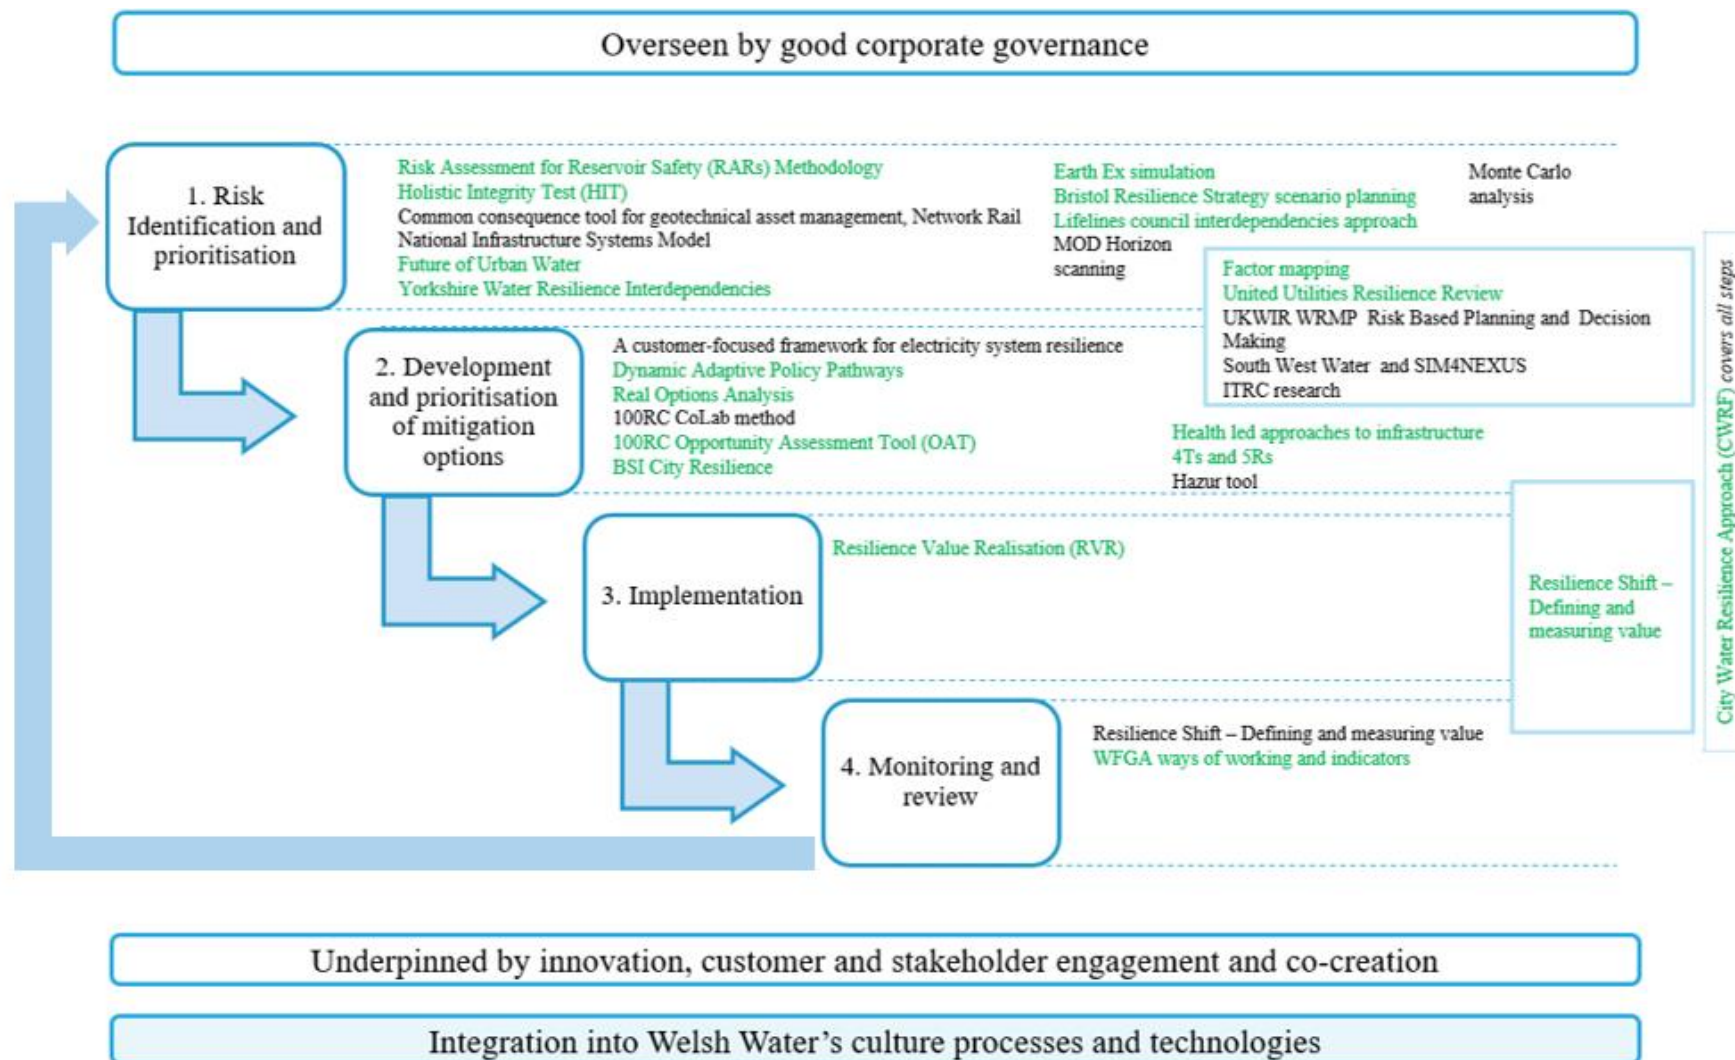 Overseen by good corporate governance
1. Risk
Identification and
prioritisation
Risk Assessment for Reservoir Safety (RARs) Methodology
Holistic Integrity Test (HIT)
Common consequence tool for geotechnical asset management, Network Rail
National Infrastructure Systems Model
Future of Urban Water
Yorkshire Water Resilience Interdependencies
Earth Ex simulation
Bristol Resilience Strategy scenario planning
Lifelines council interdependencies approach
MOD Horizon
scanning
Monte Carlo
analysis
Factor mapping
United Utilities Resilience Review
UKWIR WRMP Risk Based Planning and Decision
Making
South West Water and SIM4NEXUS
ITRC research
2. Development
and prioritisation
of mitigation
options
A customer-focused framework for electricity system resilience
Dynamic Adaptive Policy Pathways
Real Options Analysis
100RC CoLab method
100RC Opportunity Assessment Tool (OAT)
BSI City Resilience
Health led approaches to infrastructure
4Ts and 5Rs
Hazur tool
3. Implementation
Resilience Value Realisation (RVR)
Resilience Shift –
Defining and
measuring value
4. Monitoring and
review
Resilience Shift – Defining and measuring value
WFGA ways of working and indicators
City Water Resilience Approach (CWRF) covers all steps
Underpinned by innovation, customer and stakeholder engagement and co-creation
Integration into Welsh Water’s culture processes and technologies